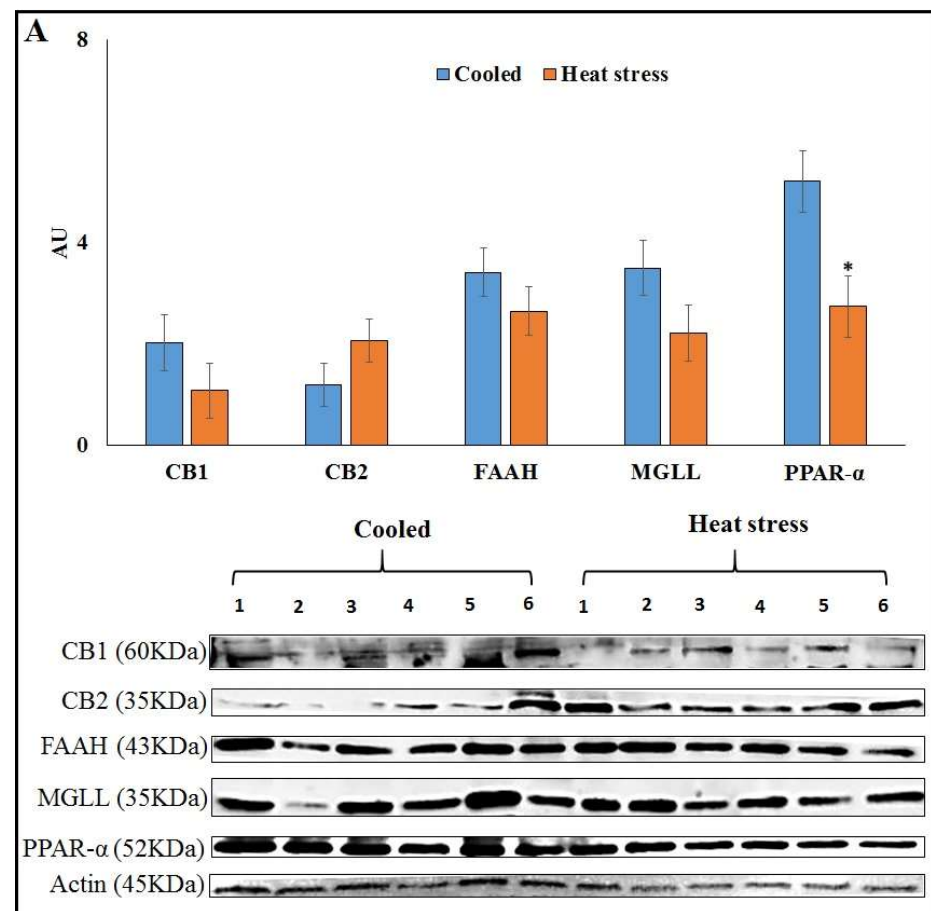 A
8
Cooled Heat stress
AU
4
*
0
CB1 CB2 FAAH MGLL PPAR-α
Cooled Heat stress
1 2 3 4 5 6 1 2 3 4 5 6
CB1 (60KDa)
CB2 (35KDa)
FAAH (43KDa)
MGLL (35KDa)
PPAR-α (52KDa)
Actin (45KDa)